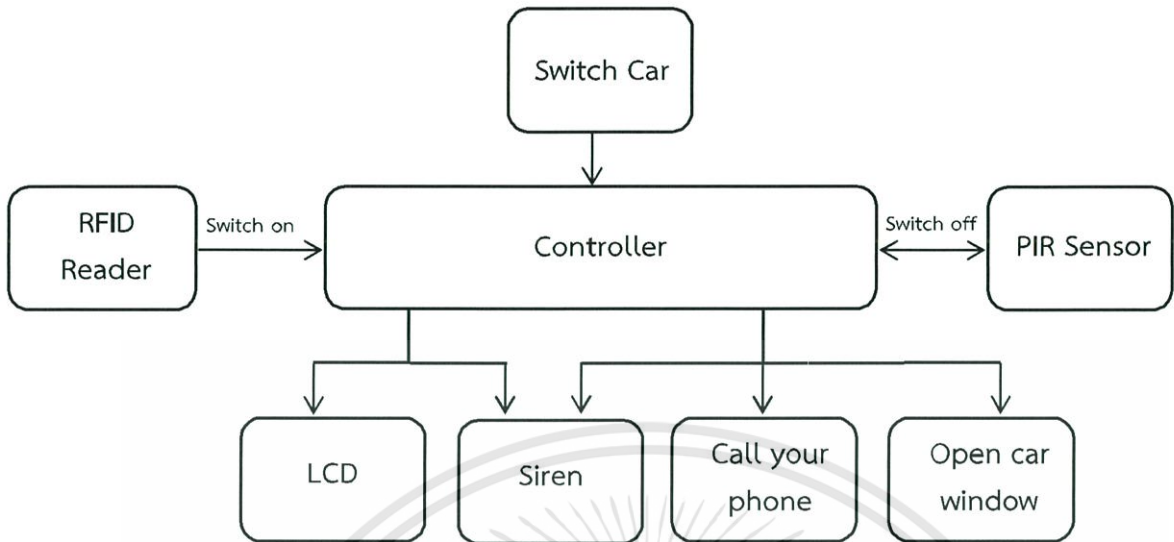 Switch Car
RFID
Reader
Switch on
Controller
Switch off
PIR Sensor
LCD
Siren
Call your
phone
Open car
window